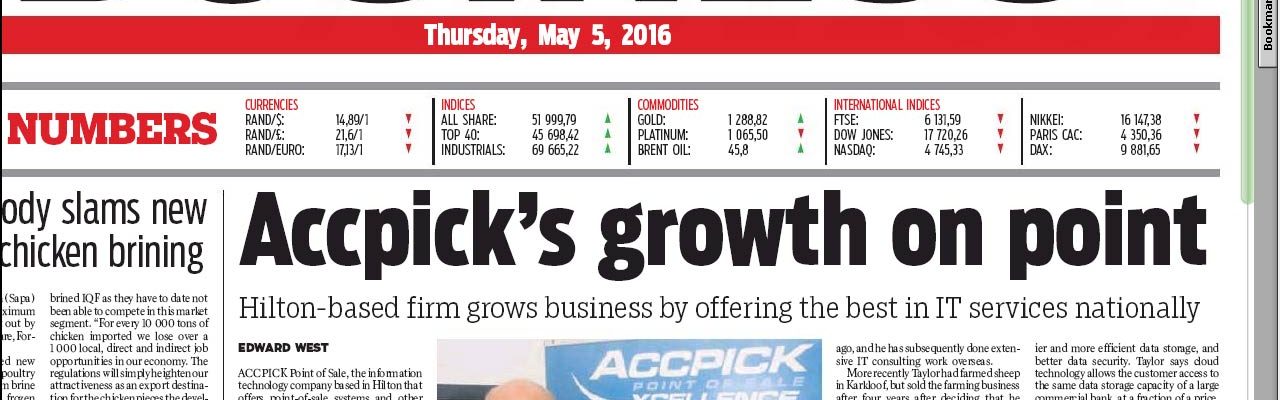 Thursday, May 5, 2016
NUMBERS
CURRENCIES
RAND/$: 14,89/1
RAND/£: 21,6/1
RAND/EURO: 17,13/1
INDICES
ALL SHARE: 51 999,79
TOP 40: 45 698,42
INDUSTRIALS: 69 665,22
COMMODITIES
GOLD: 1 288,82
PLATINUM: 1 065,50
BRENT OIL: 45,8
INTERNATIONAL INDICES
FTSE: 6 131,59
DOW JONES: 17 720,26
NASDAQ: 4 745,33
NIKKEI: 16 147,38
PARIS CAC: 4 350,36
DAX: 9 881,65
ody slams new
chicken brining
(Sapa)
ximum
out by
are, For-
ed new
poultry
m brine
frozen
brined IQF as they have to date not
been able to compete in this market
segment. “For every 10 000 tons of
chicken imported we lose over a
1 000 local, direct and indirect job
opportunities in our economy. The
regulations will simply heighten our
attractiveness as an export destina-
tion for the chicken pieces the devel-
Accpick’s growth on point
Hilton-based firm grows business by offering the best in IT services nationally
EDWARD WEST
ACCPICK Point of Sale, the information
technology company based in Hilton that
offers point-of-sale systems and other
ACCPICK
POINT OF SALE
XCELLENCE
ago, and he has subsequently done exten-
sive IT consulting work overseas.
More recently Taylor had farmed sheep
in Karkloof, but sold the farming business
after four years after deciding that he
ier and more efficient data storage, and
better data security. Taylor says cloud
technology allows the customer access to
the same data storage capacity of a large
commercial bank, at a fraction of a price.
Bookmar